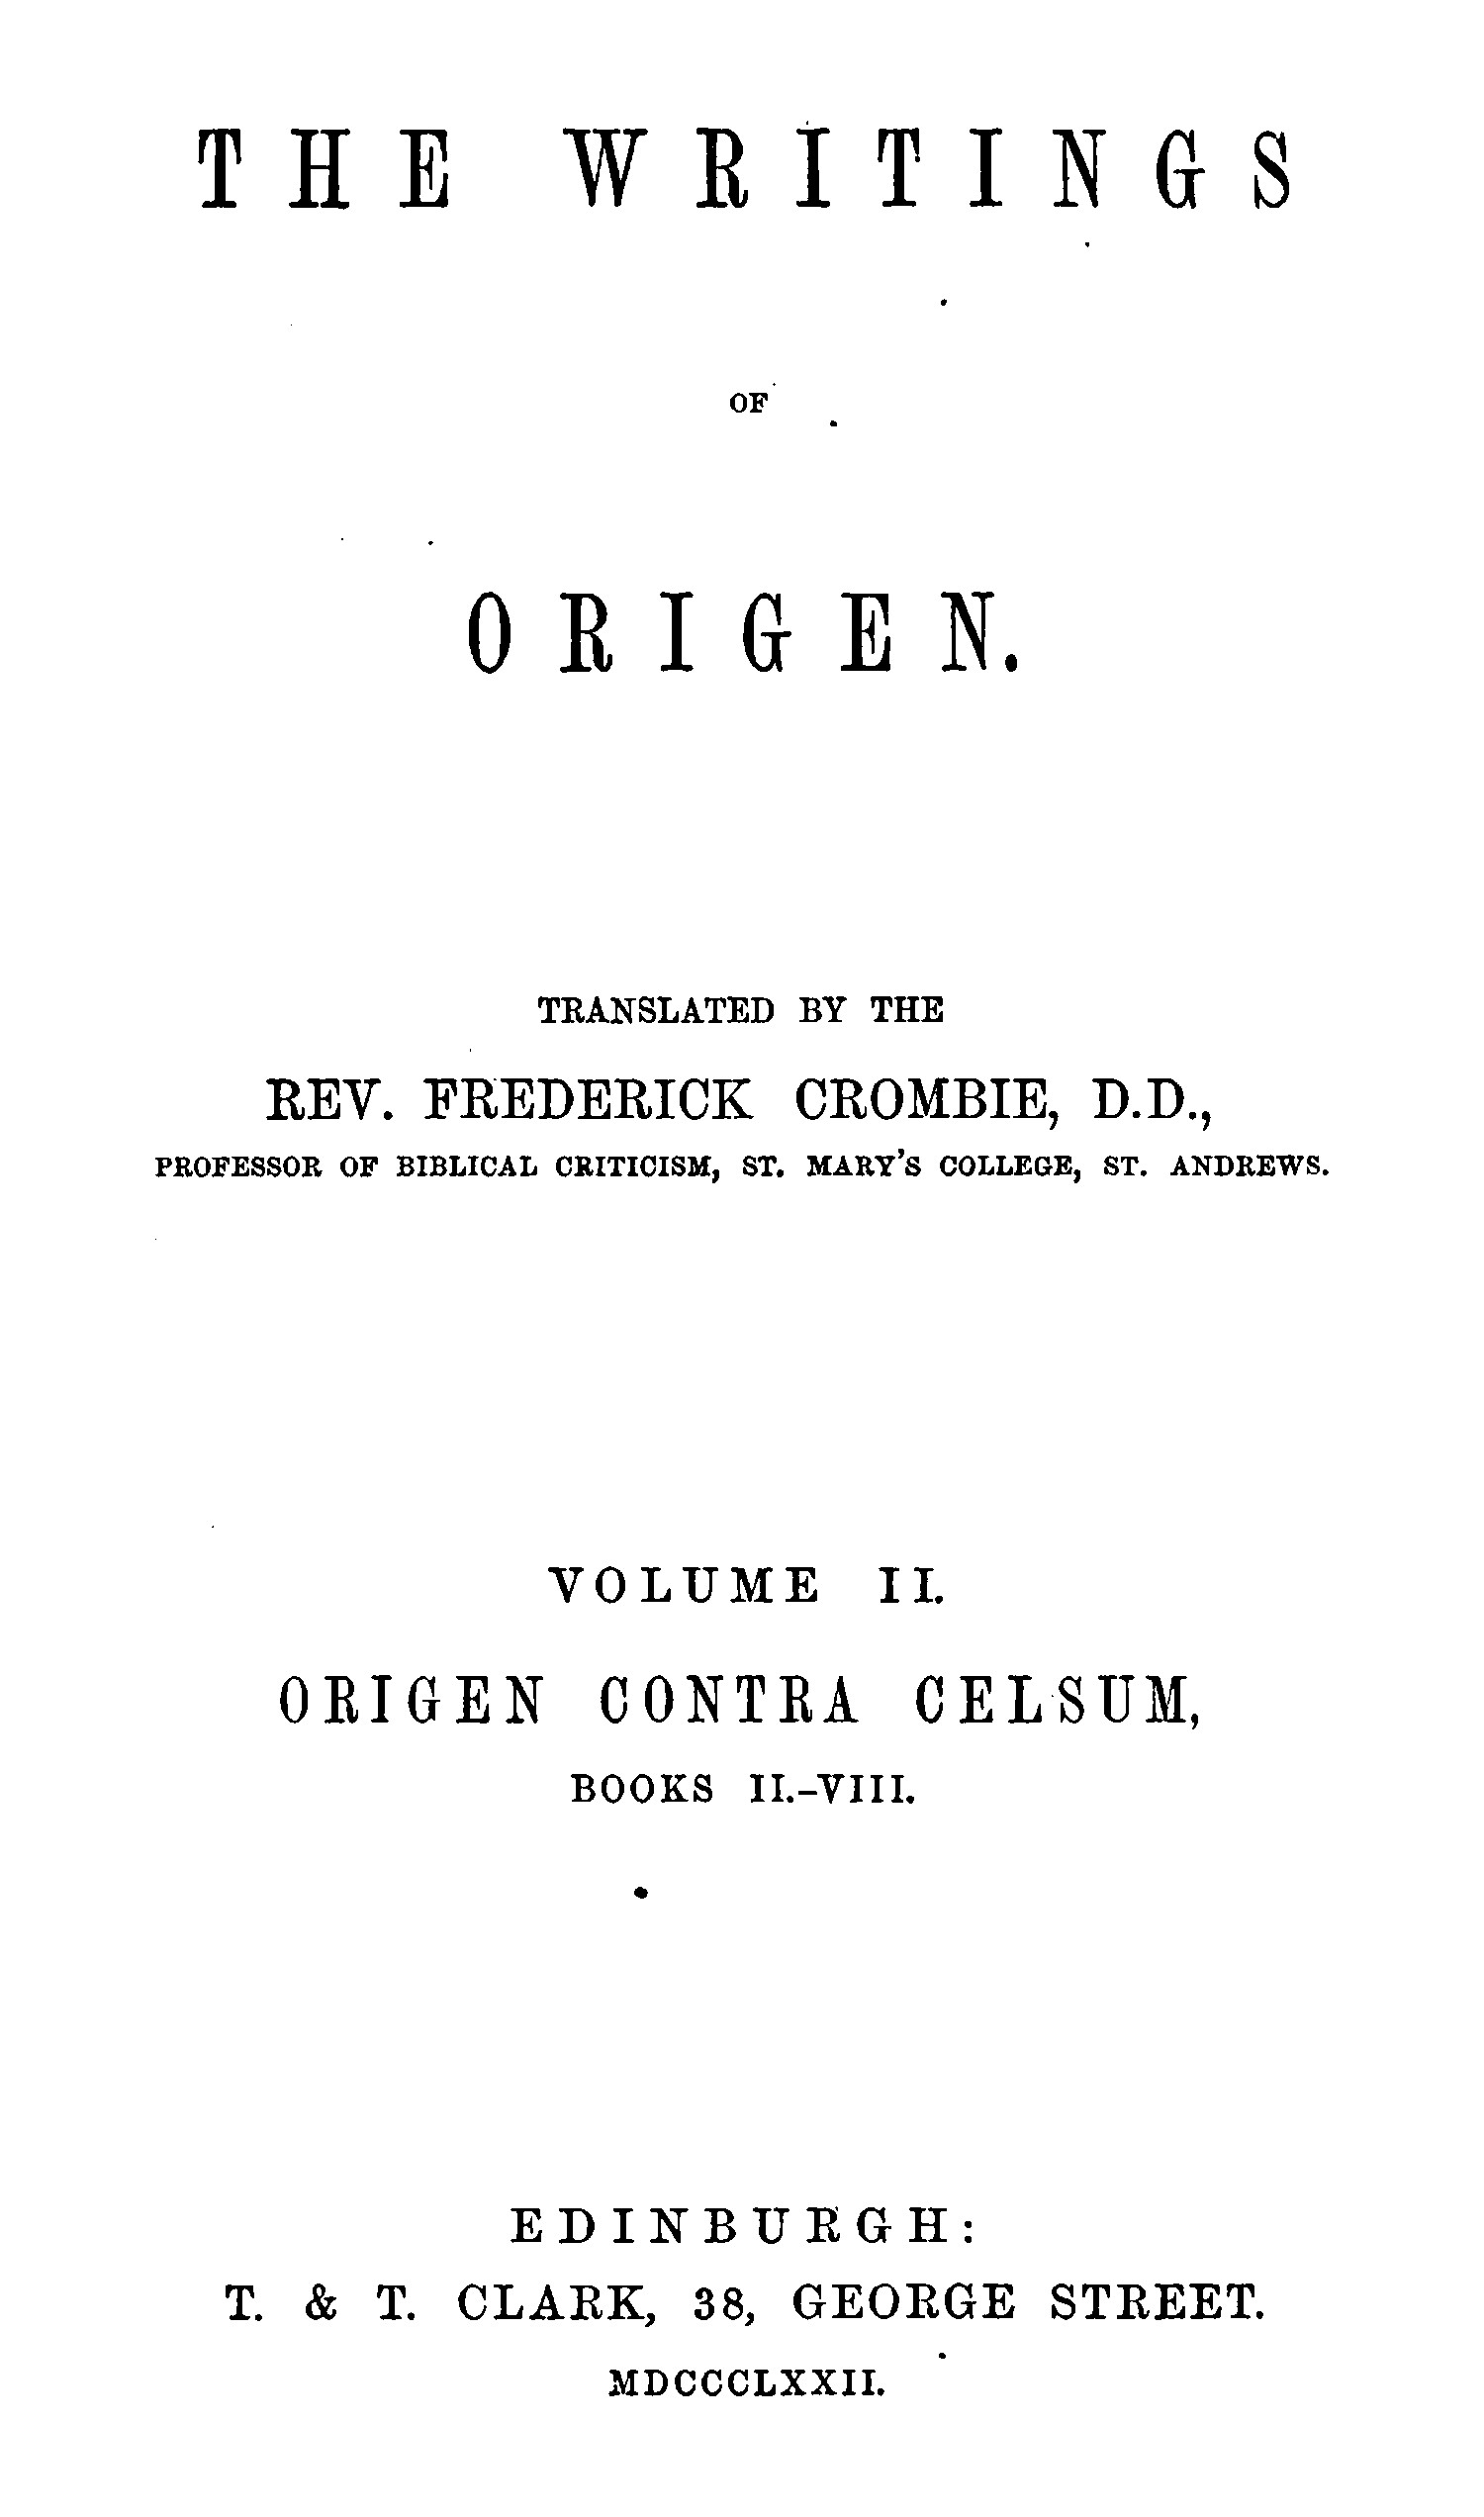 THE WRITINGS
OF
ORIGEN.
TRANSLATED BY THE
REV. FREDERICK CROMBIE, D.D.,
PROFESSOR OF BIBLICAL CRITICISM, ST. MARY'S COLLEGE, ST. ANDREWS.
VOLUME II.
ORIGEN CONTRA CELSUM,
BOOKS II.–VIII.
EDINBURGH:
T. & T. CLARK, 38, GEORGE STREET.
MDCCCLXXII.